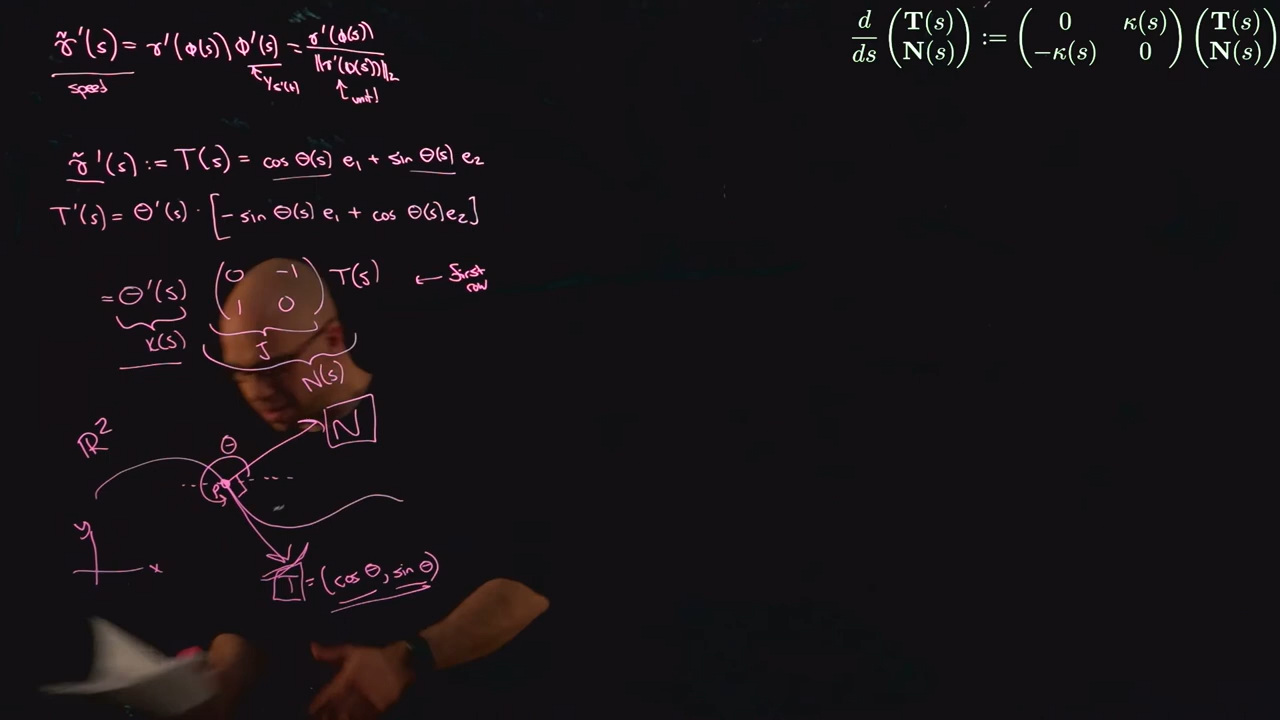 γ̃'(s) = γ'(ϕ(s)) ϕ'(s) = γ'(ϕ(s)) / ‖γ'(ϕ(s))‖₂
speed
↖ 1/s'(t)
↑ unit!
d/ds (T(s) N(s)) := (0 κ(s) −κ(s) 0) (T(s) N(s))
γ̃'(s) := T(s) = cos θ(s) e₁ + sin θ(s) e₂
T'(s) = θ'(s) · [− sin θ(s) e₁ + cos θ(s) e₂]
= θ'(s) (0 −1 1 0) T(s) ← first row
κ(s) J
N(s)
ℝ²
θ N
P
y
x
T = (cos θ, sin θ)